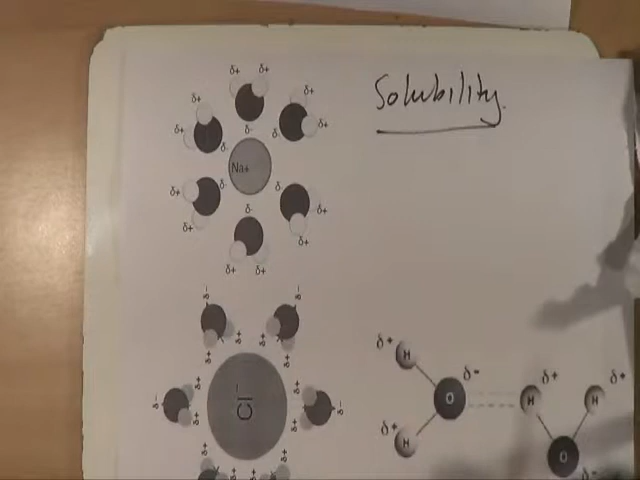 Solubility.
δ+ δ+
δ+ δ+
δ+ δ- δ+
δ- δ-
Na+
δ+ δ- δ-
δ+ δ- δ+
δ+
δ+ δ+
δ- δ-
δ+ δ+ δ+ δ+
δ- δ+ δ+ δ-
δ+ Cl⁻ δ+
δ+ δ+ δ+ δ+
δ+ H δ- δ+ δ+
O H H
δ+ H O
δ-